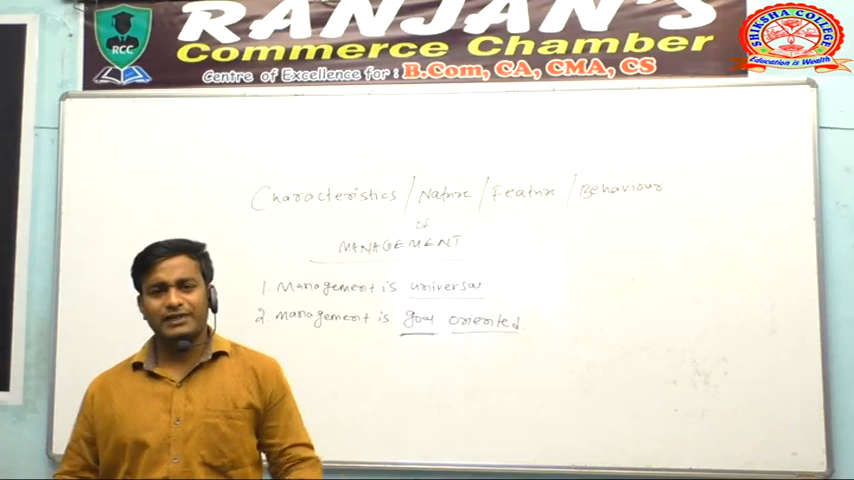 RANJAN'S
RCC
Commerce Chamber
Centre of Excellence for : B.Com, CA, CMA, CS
SHIKSHA COLLEGE
Education is Wealth
Characteristics / Nature / Feature / Behaviour
of
MANAGEMENT
1. Management is universal
2. Management is goal oriented